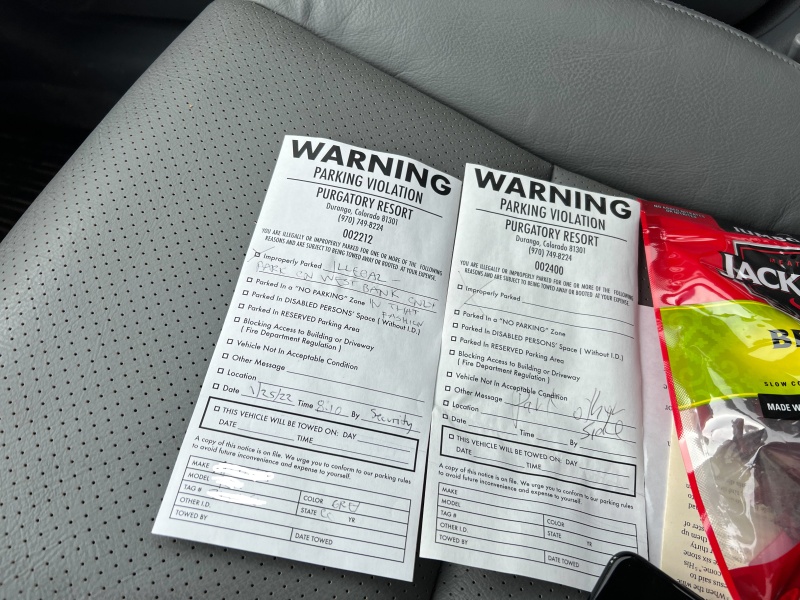 WARNING
PARKING VIOLATION
PURGATORY RESORT
Durango, Colorado 81301
(970) 749-8224
002212
YOU ARE ILLEGALLY OR IMPROPERLY PARKED FOR ONE OR MORE OF THE FOLLOWING
REASONS AND ARE SUBJECT TO BEING TOWED AWAY OR BOOTED AT YOUR EXPENSE.
Improperly Parked ILLEGAL -
PARK ON WEST BANK ONLY
Parked In a "NO PARKING" Zone IN THAT
Parked in DISABLED PERSONS' Space ( Without I.D.) FASHION
Parked in RESERVED Parking Area
Blocking Access to Building or Driveway
( Fire Department Regulation )
Vehicle Not In Acceptable Condition
Other Message
Location
Date 1/25/22 Time 8:10 By Security
THIS VEHICLE WILL BE TOWED ON: DAY
DATE TIME
A copy of this notice is on file. We urge you to conform to our parking rules
to avoid future inconvenience and expense to yourself.
MAKE
MODEL
TAG # COLOR GRY
OTHER I.D. STATE CO YR
TOWED BY DATE TOWED
WARNING
PARKING VIOLATION
PURGATORY RESORT
Durango, Colorado 81301
(970) 749-8224
002400
YOU ARE ILLEGALLY OR IMPROPERLY PARKED FOR ONE OR MORE OF THE FOLLOWING
REASONS AND ARE SUBJECT TO BEING TOWED AWAY OR BOOTED AT YOUR EXPENSE.
Improperly Parked
Parked In a "NO PARKING" Zone
Parked in DISABLED PERSONS' Space ( Without I.D.)
Parked in RESERVED Parking Area
Blocking Access to Building or Driveway
( Fire Department Regulation )
Vehicle Not In Acceptable Condition
Other Message Park other
Location side
Date Time By
THIS VEHICLE WILL BE TOWED ON: DAY
DATE TIME
A copy of this notice is on file. We urge you to conform to our parking rules
to avoid future inconvenience and expense to yourself.
MAKE
MODEL
TAG # COLOR
OTHER I.D. STATE YR
TOWED BY DATE TOWED
JACK
BE
SLOW CO
MADE W